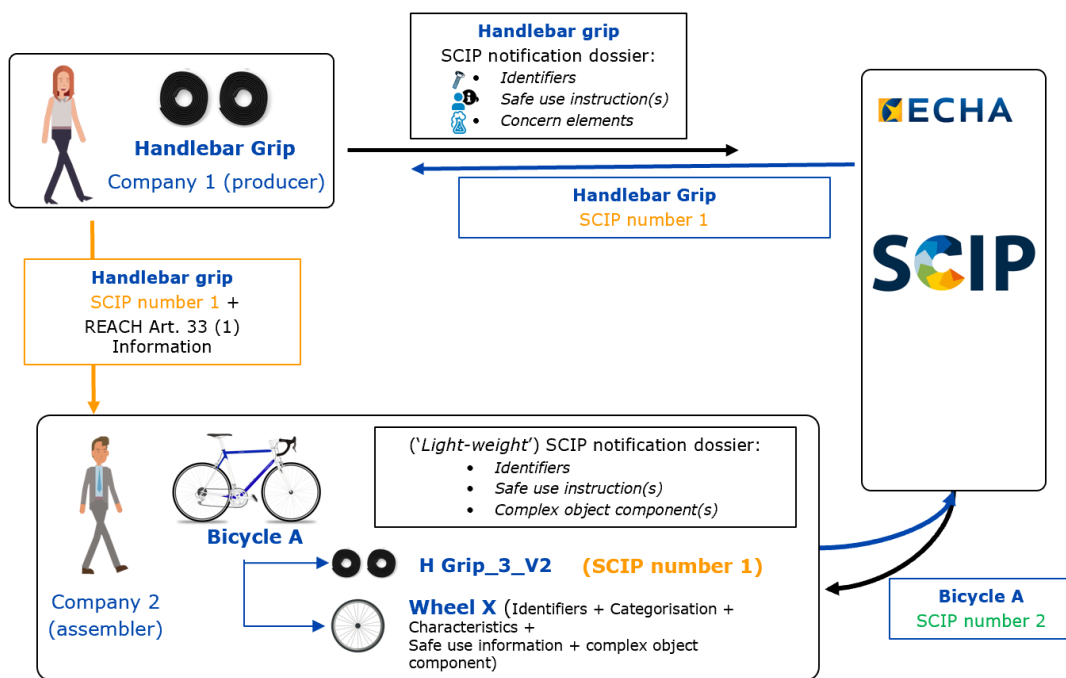 Handlebar grip
SCIP notification dossier:
• Identifiers
• Safe use instruction(s)
• Concern elements
Handlebar Grip
Company 1 (producer)
ECHA
SCIP
Handlebar Grip
SCIP number 1
Handlebar grip
SCIP number 1 +
REACH Art. 33 (1)
Information
('Light-weight') SCIP notification dossier:
• Identifiers
• Safe use instruction(s)
• Complex object component(s)
Bicycle A
H Grip_3_V2 (SCIP number 1)
Company 2
(assembler)
Wheel X (Identifiers + Categorisation +
Characteristics +
Safe use information + complex object
component)
Bicycle A
SCIP number 2